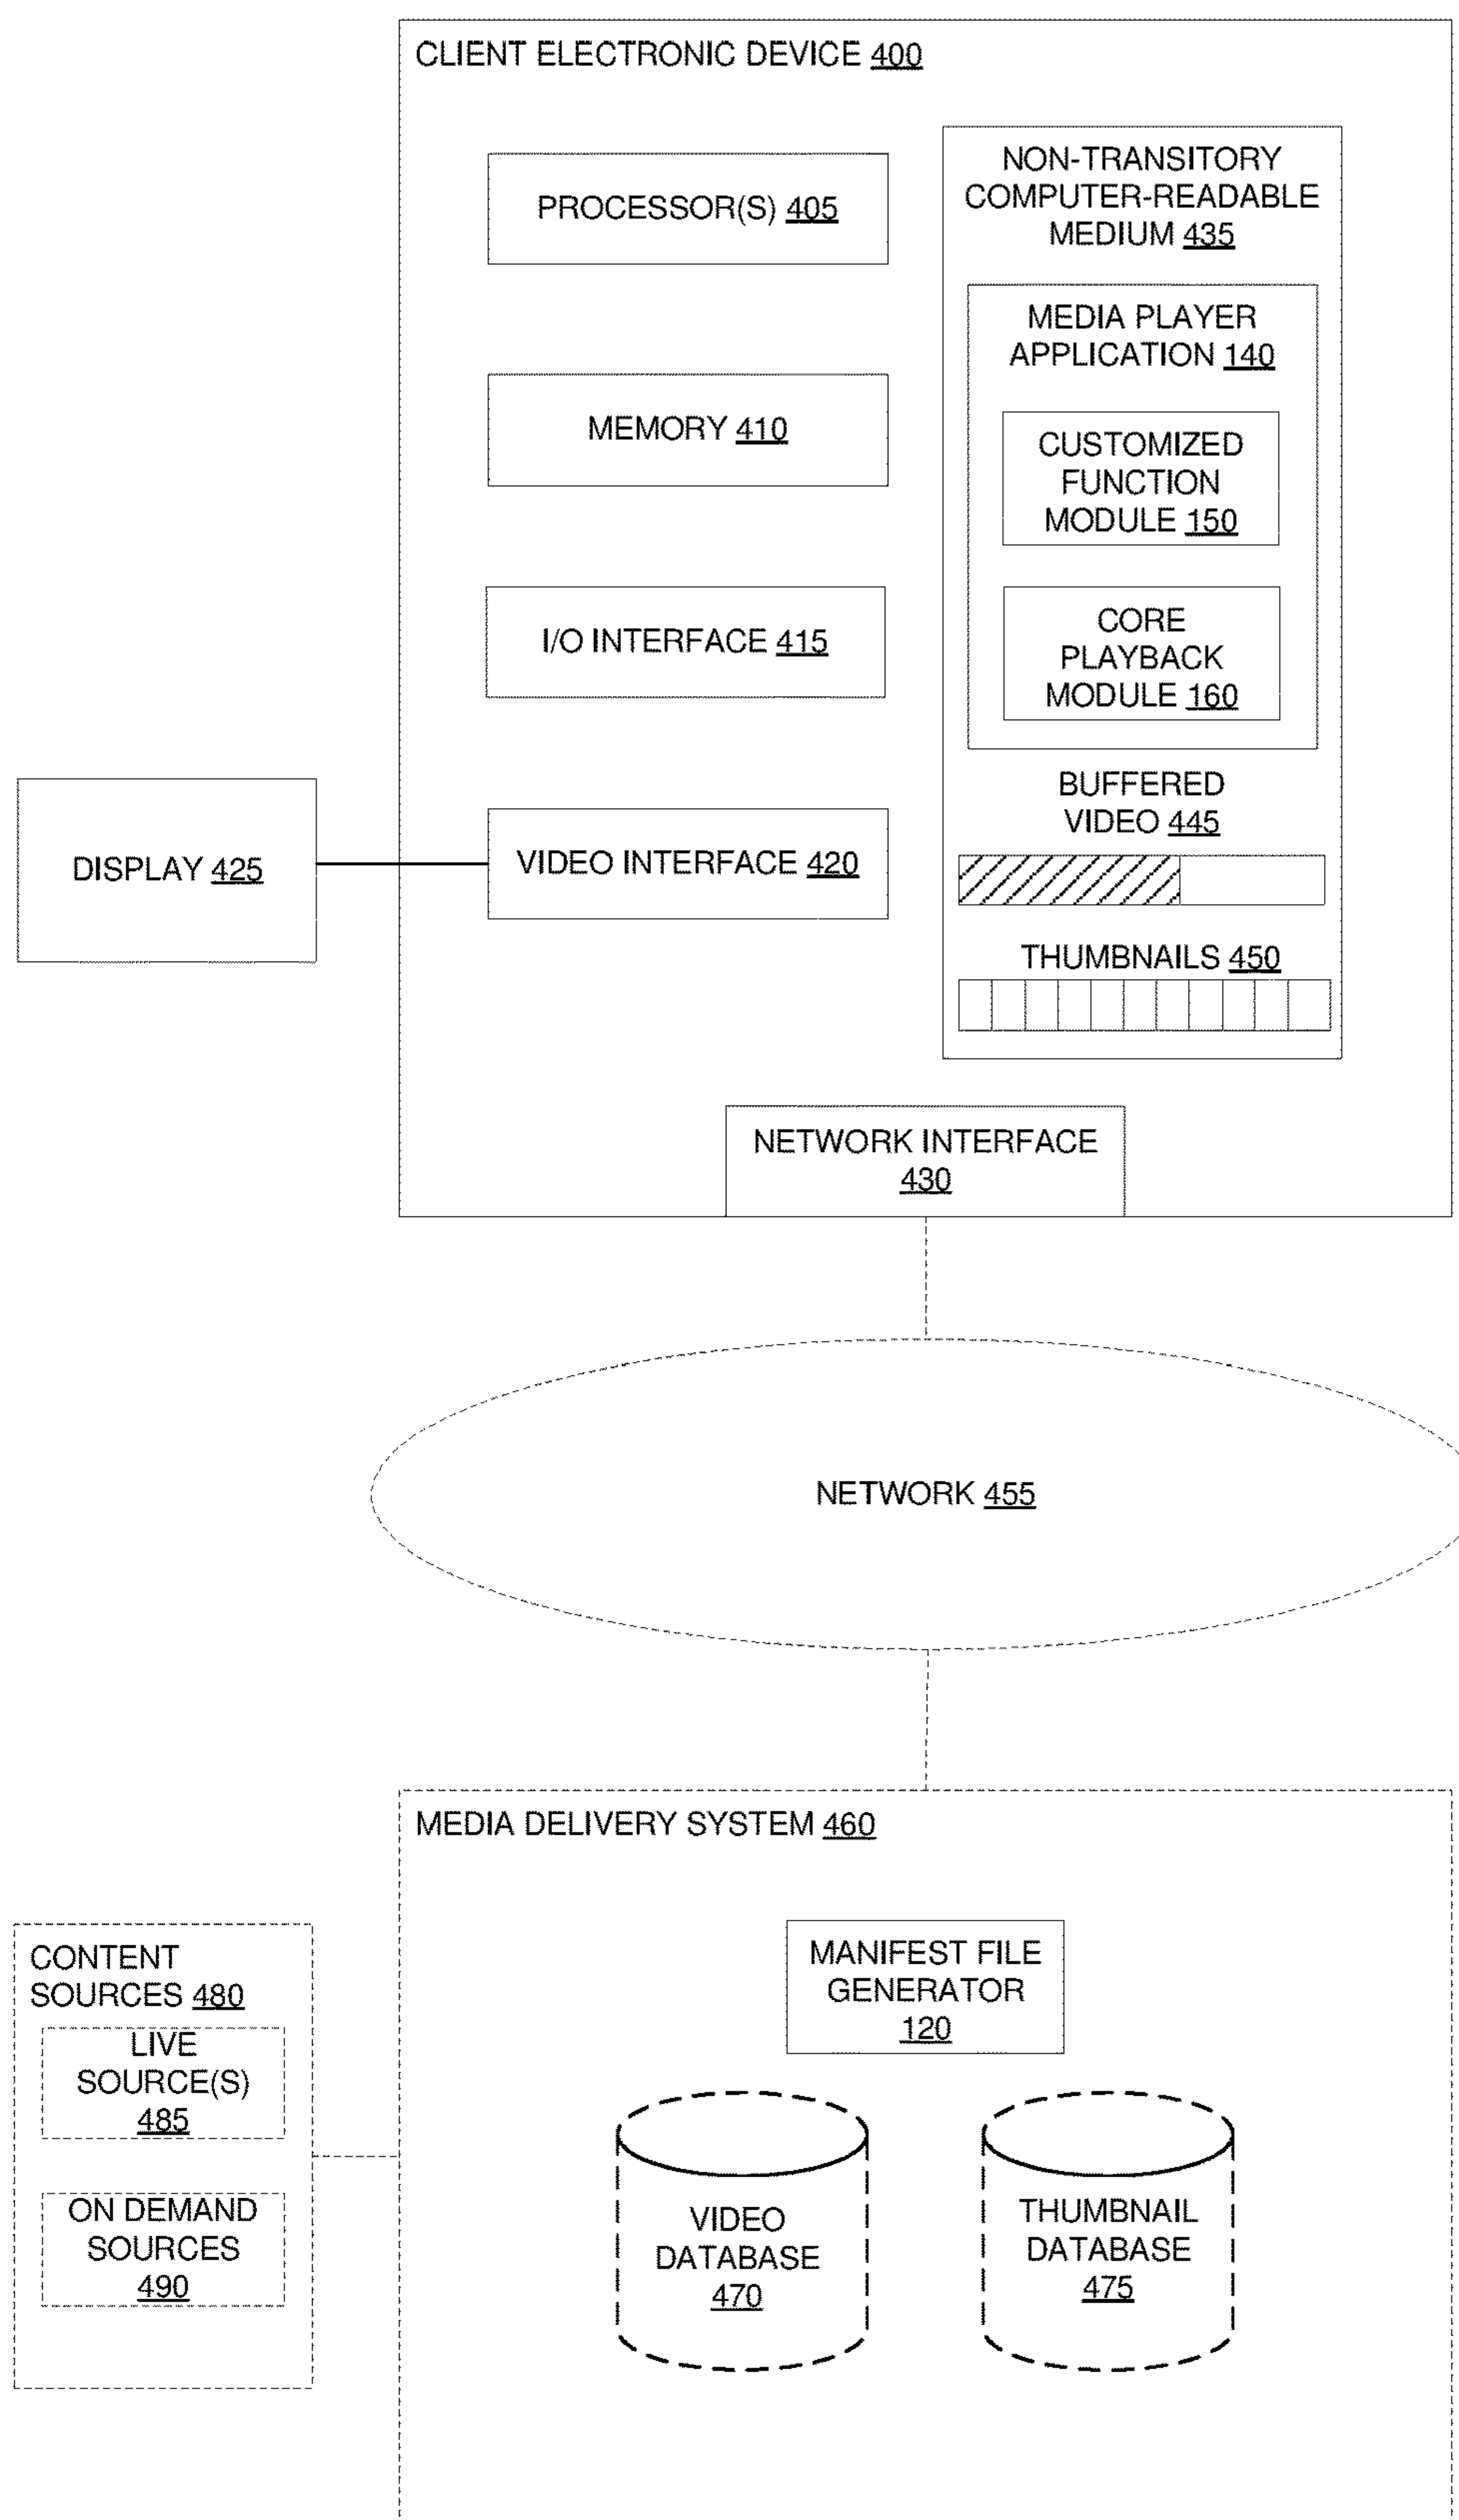 CLIENT ELECTRONIC DEVICE 400
PROCESSOR(S) 405
MEMORY 410
I/O INTERFACE 415
VIDEO INTERFACE 420
DISPLAY 425
NON-TRANSITORY
COMPUTER-READABLE
MEDIUM 435
MEDIA PLAYER
APPLICATION 140
CUSTOMIZED
FUNCTION
MODULE 150
CORE
PLAYBACK
MODULE 160
BUFFERED
VIDEO 445
THUMBNAILS 450
NETWORK INTERFACE
430
NETWORK 455
MEDIA DELIVERY SYSTEM 460
MANIFEST FILE
GENERATOR
120
CONTENT
SOURCES 480
LIVE
SOURCE(S)
485
ON DEMAND
SOURCES
490
VIDEO
DATABASE
470
THUMBNAIL
DATABASE
475